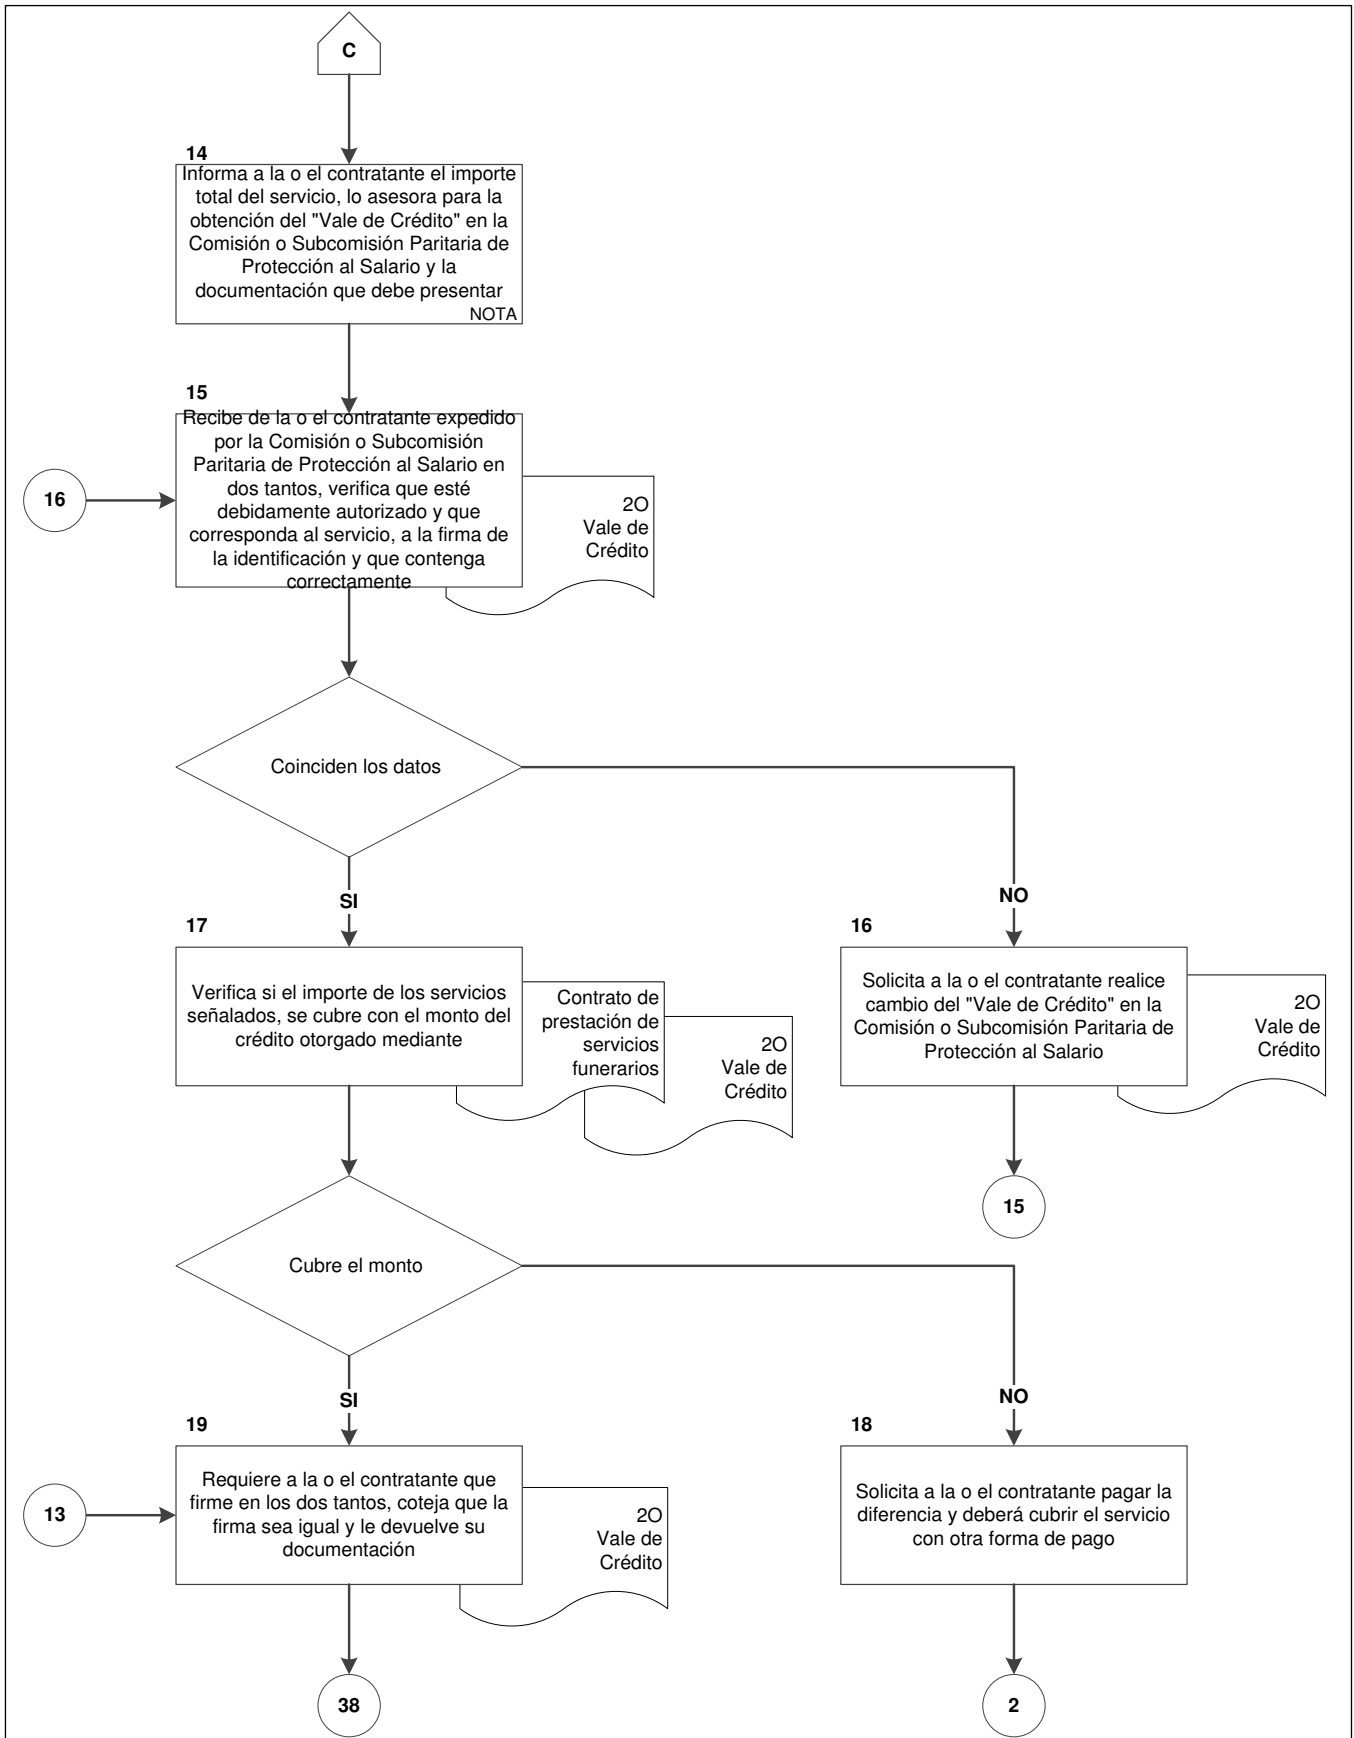 C
14
Informa a la o el contratante el importe
total del servicio, lo asesora para la
obtención del "Vale de Crédito" en la
Comisión o Subcomisión Paritaria de
Protección al Salario y la
documentación que debe presentar
NOTA
15
Recibe de la o el contratante expedido
por la Comisión o Subcomisión
Paritaria de Protección al Salario en
dos tantos, verifica que esté
debidamente autorizado y que
corresponda al servicio, a la firma de
la identificación y que contenga
correctamente
16
2O
Vale de
Crédito
Coinciden los datos
SI
NO
17
Verifica si el importe de los servicios
señalados, se cubre con el monto del
crédito otorgado mediante
Contrato de
prestación de
servicios
funerarios
2O
Vale de
Crédito
16
Solicita a la o el contratante realice
cambio del "Vale de Crédito" en la
Comisión o Subcomisión Paritaria de
Protección al Salario
2O
Vale de
Crédito
15
Cubre el monto
SI
NO
19
Requiere a la o el contratante que
firme en los dos tantos, coteja que la
firma sea igual y le devuelve su
documentación
13
2O
Vale de
Crédito
18
Solicita a la o el contratante pagar la
diferencia y deberá cubrir el servicio
con otra forma de pago
38
2